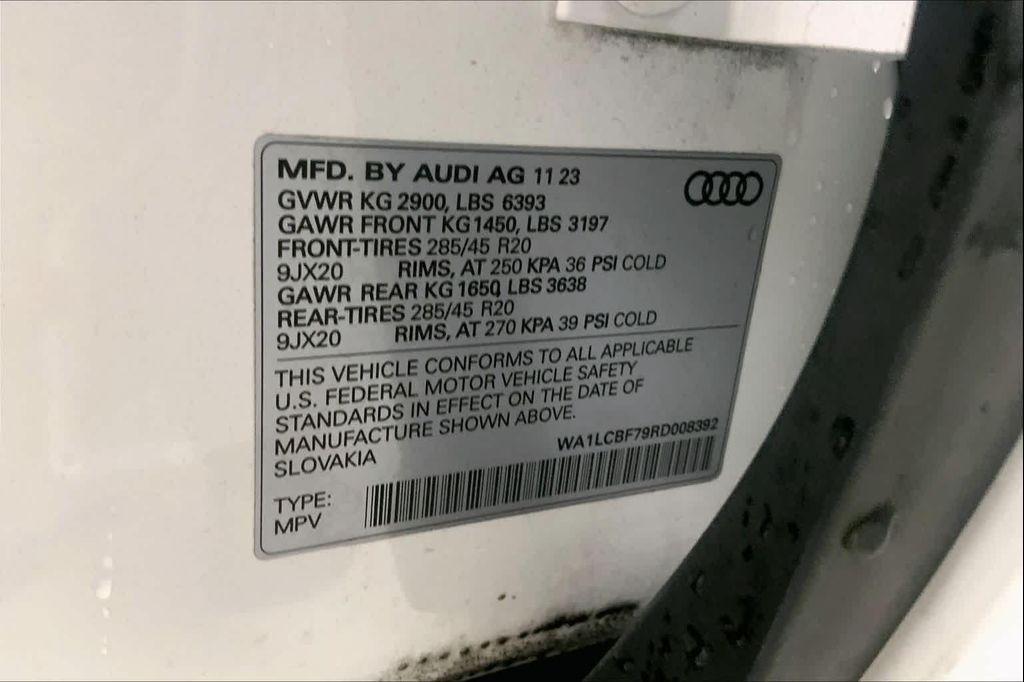 MFD. BY AUDI AG 11 23
GVWR KG 2900, LBS 6393
GAWR FRONT KG1450, LBS 3197
FRONT-TIRES 285/45 R20
9JX20 RIMS, AT 250 KPA 36 PSI COLD
GAWR REAR KG 1650, LBS 3638
REAR-TIRES 285/45 R20
9JX20 RIMS, AT 270 KPA 39 PSI COLD
THIS VEHICLE CONFORMS TO ALL APPLICABLE
U.S. FEDERAL MOTOR VEHICLE SAFETY
STANDARDS IN EFFECT ON THE DATE OF
MANUFACTURE SHOWN ABOVE.
SLOVAKIA
WA1LCBF79RD008392
TYPE:
MPV